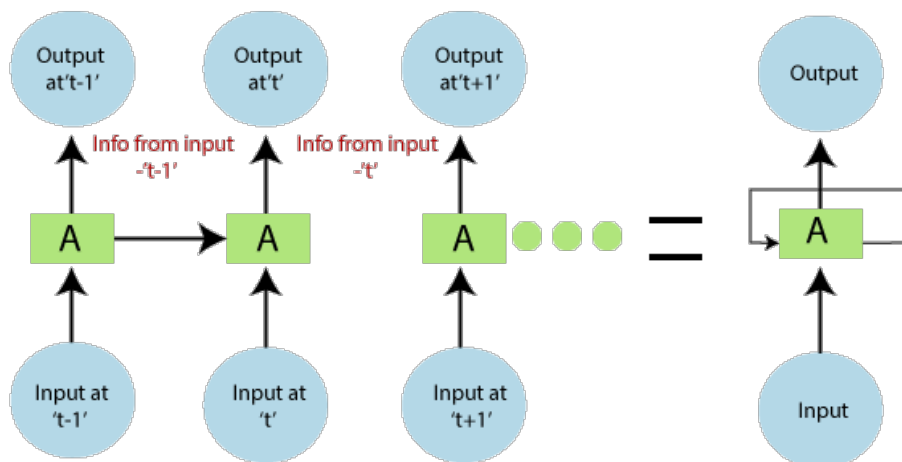 Output
at't-1'
Output
at't'
Output
at't+1'
Output
Info from input
-'t-1'
Info from input
-'t'
A
A
A
A
Input at
't-1'
Input at
't'
Input at
't+1'
Input